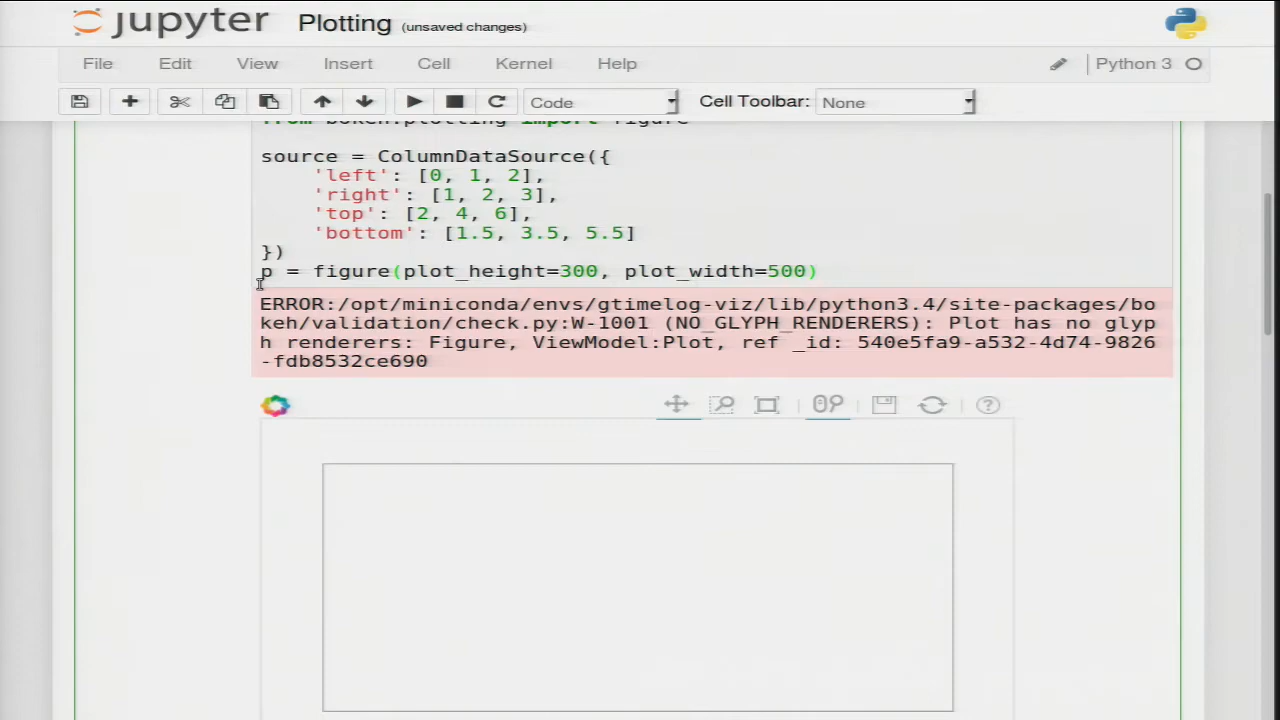 jupyter Plotting (unsaved changes)
File Edit View Insert Cell Kernel Help Python 3
Code Cell Toolbar: None
from bokeh.plotting import figure
source = ColumnDataSource({
'left': [0, 1, 2],
'right': [1, 2, 3],
'top': [2, 4, 6],
'bottom': [1.5, 3.5, 5.5]
})
p = figure(plot_height=300, plot_width=500)
ERROR:/opt/miniconda/envs/gtimelog-viz/lib/python3.4/site-packages/bo
keh/validation/check.py:W-1001 (NO_GLYPH_RENDERERS): Plot has no glyp
h renderers: Figure, ViewModel:Plot, ref _id: 540e5fa9-a532-4d74-9826
-fdb8532ce690